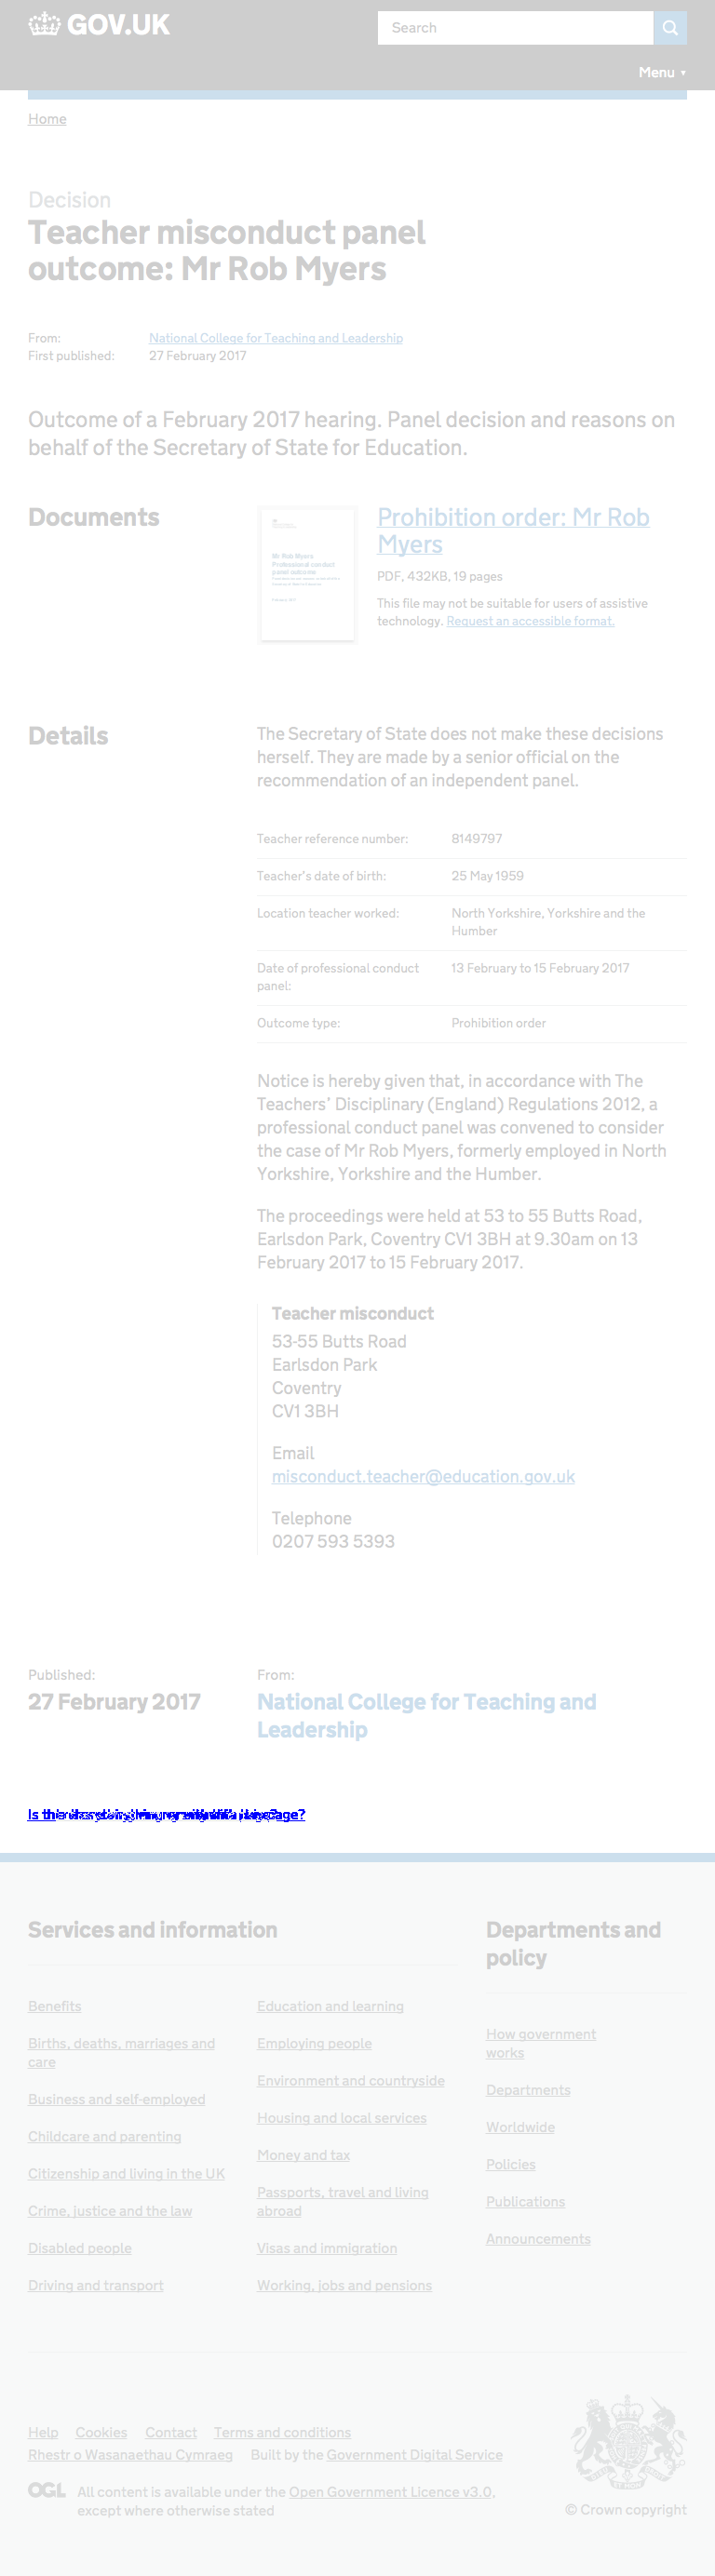 GOV.UK
Search
Menu ▼
Home
Decision
Teacher misconduct panel
outcome: Mr Rob Myers
From: National College for Teaching and Leadership
First published: 27 February 2017
Outcome of a February 2017 hearing. Panel decision and reasons on
behalf of the Secretary of State for Education.
Documents
Mr Rob Myers
Professional conduct
panel outcome
Prohibition order: Mr Rob
Myers
PDF, 432KB, 19 pages
This file may not be suitable for users of assistive
technology. Request an accessible format.
Details
The Secretary of State does not make these decisions
herself. They are made by a senior official on the
recommendation of an independent panel.
Teacher reference number: 8149797
Teacher's date of birth: 25 May 1959
Location teacher worked: North Yorkshire, Yorkshire and the
Humber
Date of professional conduct 13 February to 15 February 2017
panel:
Outcome type: Prohibition order
Notice is hereby given that, in accordance with The
Teachers’ Disciplinary (England) Regulations 2012, a
professional conduct panel was convened to consider
the case of Mr Rob Myers, formerly employed in North
Yorkshire, Yorkshire and the Humber.
The proceedings were held at 53 to 55 Butts Road,
Earlsdon Park, Coventry CV1 3BH at 9.30am on 13
February 2017 to 15 February 2017.
Teacher misconduct
53-55 Butts Road
Earlsdon Park
Coventry
CV1 3BH
Email
misconduct.teacher@education.gov.uk
Telephone
0207 593 5393
Published:
27 February 2017
From:
National College for Teaching and
Leadership
Services and information
Benefits
Births, deaths, marriages and
care
Business and self-employed
Childcare and parenting
Citizenship and living in the UK
Crime, justice and the law
Disabled people
Driving and transport
Education and learning
Employing people
Environment and countryside
Housing and local services
Money and tax
Passports, travel and living
abroad
Visas and immigration
Working, jobs and pensions
Departments and
policy
How government
works
Departments
Worldwide
Policies
Publications
Announcements
Help Cookies Contact Terms and conditions
Rhestr o Wasanaethau Cymraeg Built by the Government Digital Service
OGL All content is available under the Open Government Licence v3.0,
except where otherwise stated
© Crown copyright